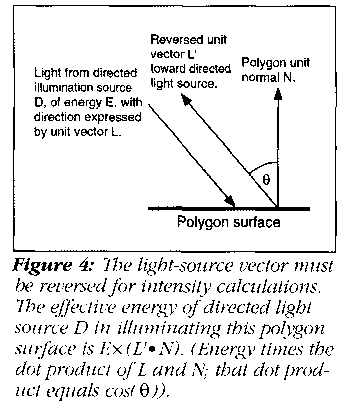 Reversed unit
vector L'
toward directed
light source.
Polygon unit
normal N.
Light from directed
illumination source
D, of energy E, with
direction expressed
by unit vector L.
θ
Polygon surface
Figure 4: The light-source vector must
be reversed for intensity calculations.
The effective energy of directed light
source D in illuminating this polygon
surface is E×(L'•N). (Energy times the
dot product of L and N; that dot prod-
uct equals cos(θ)).